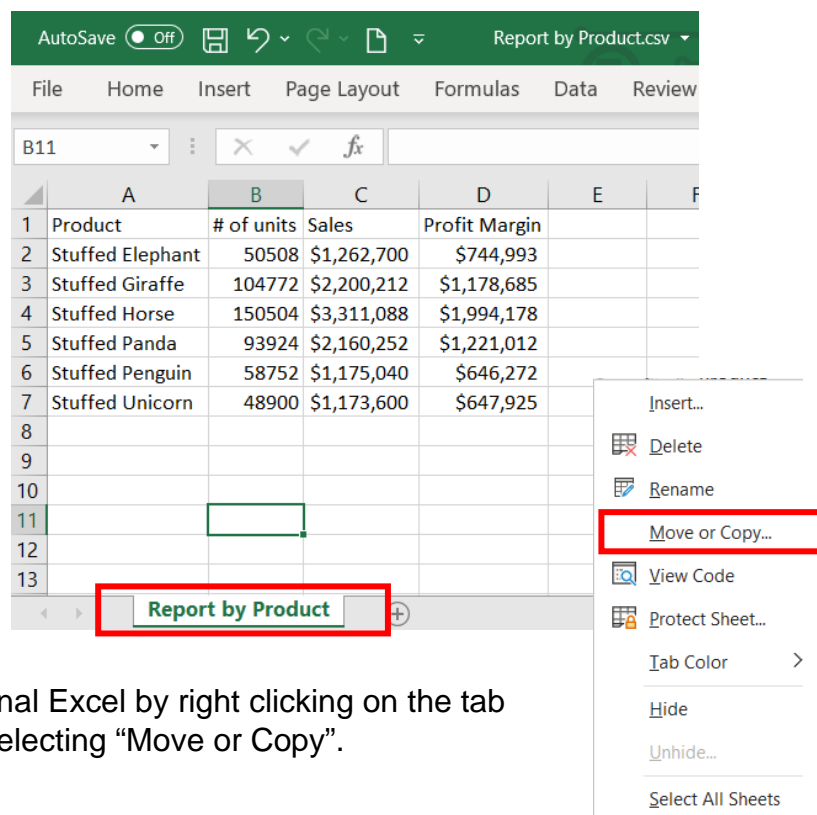 AutoSave Off Report by Product.csv
File Home Insert Page Layout Formulas Data Review
B11 fx
A B C D E F
1 Product # of units Sales Profit Margin
2 Stuffed Elephant 50508 $1,262,700 $744,993
3 Stuffed Giraffe 104772 $2,200,212 $1,178,685
4 Stuffed Horse 150504 $3,311,088 $1,994,178
5 Stuffed Panda 93924 $2,160,252 $1,221,012
6 Stuffed Penguin 58752 $1,175,040 $646,272
7 Stuffed Unicorn 48900 $1,173,600 $647,925
8
9
10
11
12
13
Report by Product
Insert...
Delete
Rename
Move or Copy...
View Code
Protect Sheet...
Tab Color
Hide
Unhide...
Select All Sheets
nal Excel by right clicking on the tab
electing “Move or Copy”.